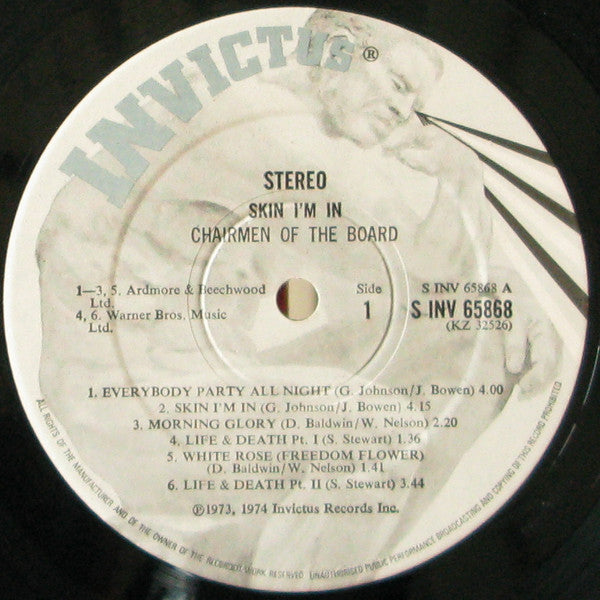 INVICTUS ®
STEREO
SKIN I'M IN
CHAIRMEN OF THE BOARD
1—3, 5. Ardmore & Beechwood
Ltd.
4, 6. Warner Bros. Music
Ltd.
Side
1
S INV 65868 A
S INV 65868
(KZ 32526)
1. EVERYBODY PARTY ALL NIGHT (G. Johnson/J. Bowen) 4.00
2. SKIN I'M IN (G. Johnson/J. Bowen) 4.15
3. MORNING GLORY (D. Baldwin/W. Nelson) 2.20
4. LIFE & DEATH Pt. I (S. Stewart) 1.36
5. WHITE ROSE (FREEDOM FLOWER)
(D. Baldwin/W. Nelson) 1.41
6. LIFE & DEATH Pt. II (S. Stewart) 3.44
℗1973, 1974 Invictus Records Inc.
ALL RIGHTS OF THE MANUFACTURER AND OF THE OWNER OF THE RECORDED WORK RESERVED UNAUTHORISED PUBLIC PERFORMANCE BROADCASTING AND COPYING OF THIS RECORD PROHIBITED